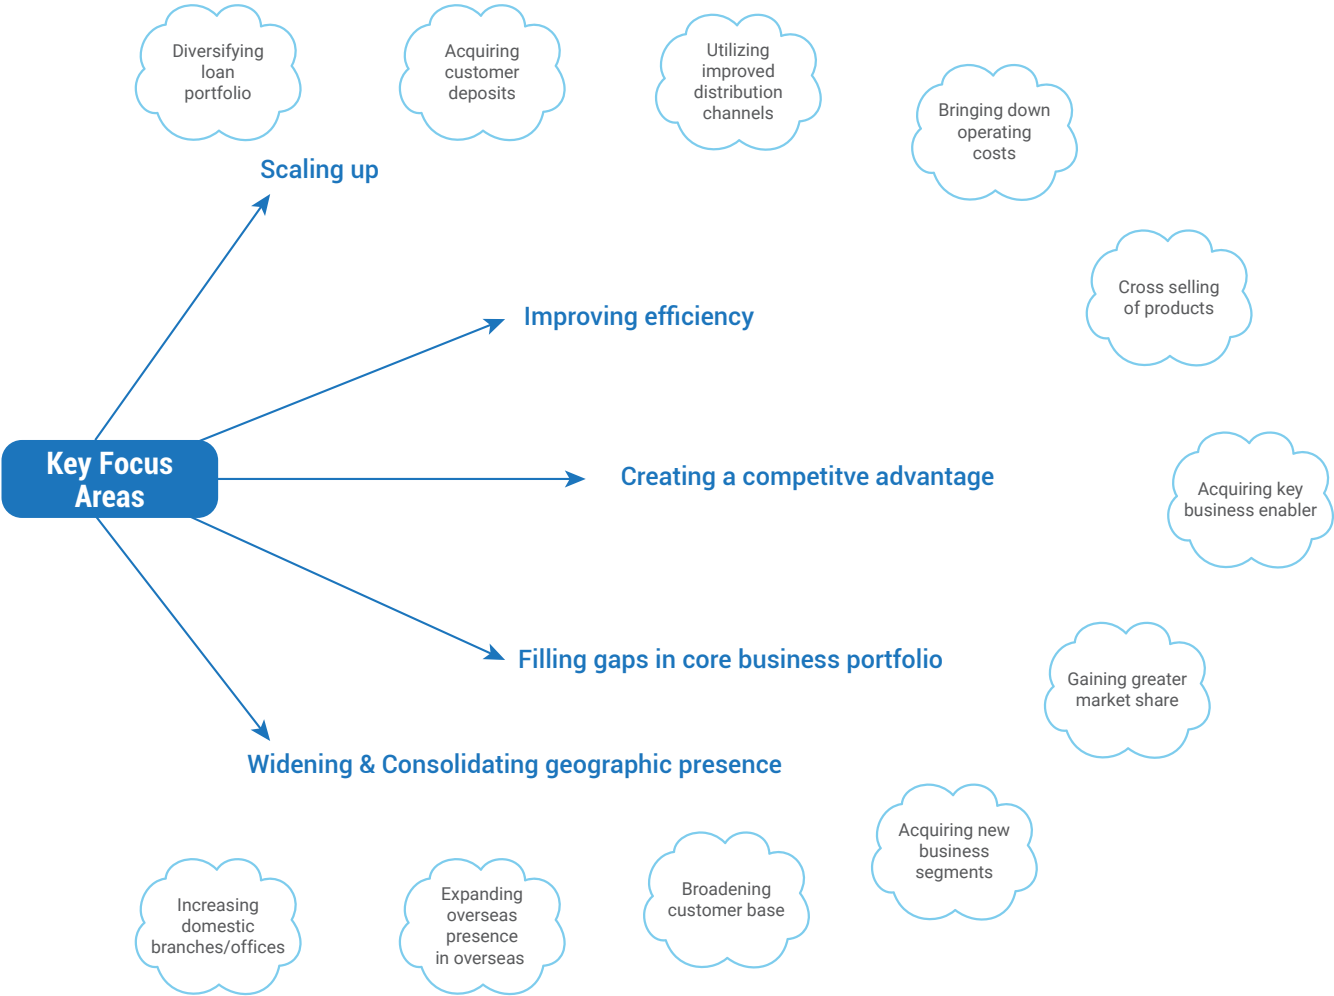 Diversifying
loan
portfolio
Acquiring
customer
deposits
Utilizing
improved
distribution
channels
Bringing down
operating
costs
Scaling up
Cross selling
of products
Improving efficiency
Key Focus
Areas
Creating a competitve advantage
Acquiring key
business enabler
Filling gaps in core business portfolio
Gaining greater
market share
Widening & Consolidating geographic presence
Acquiring new
business
segments
Broadening
customer base
Expanding
overseas
presence
in overseas
Increasing
domestic
branches/offices